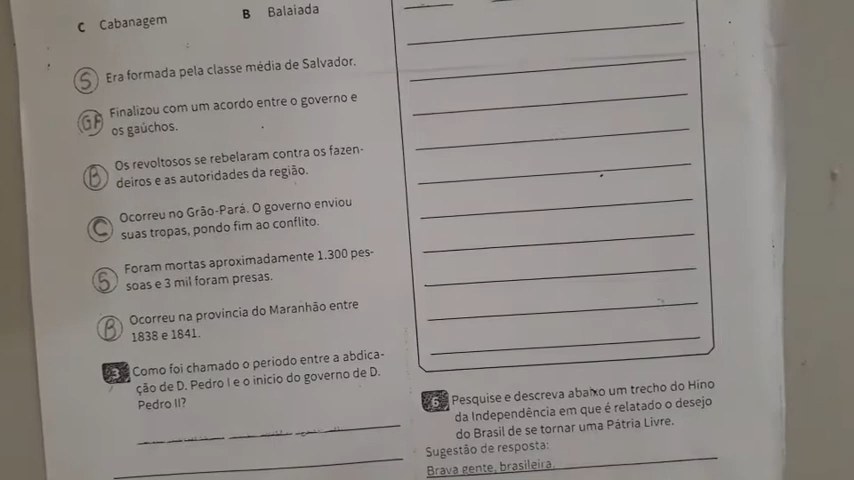 C Cabanagem
B Balaiada
S Era formada pela classe média de Salvador.
GF Finalizou com um acordo entre o governo e
os gaúchos.
B Os revoltosos se rebelaram contra os fazen-
deiros e as autoridades da região.
C Ocorreu no Grão-Pará. O governo enviou
suas tropas, pondo fim ao conflito.
S Foram mortas aproximadamente 1.300 pes-
soas e 3 mil foram presas.
B Ocorreu na província do Maranhão entre
1838 e 1841.
3 Como foi chamado o período entre a abdica-
ção de D. Pedro I e o início do governo de D.
Pedro II?
6 Pesquise e descreva abaixo um trecho do Hino
da Independência em que é relatado o desejo
do Brasil de se tornar uma Pátria Livre.
Sugestão de resposta:
Brava gente, brasileira.